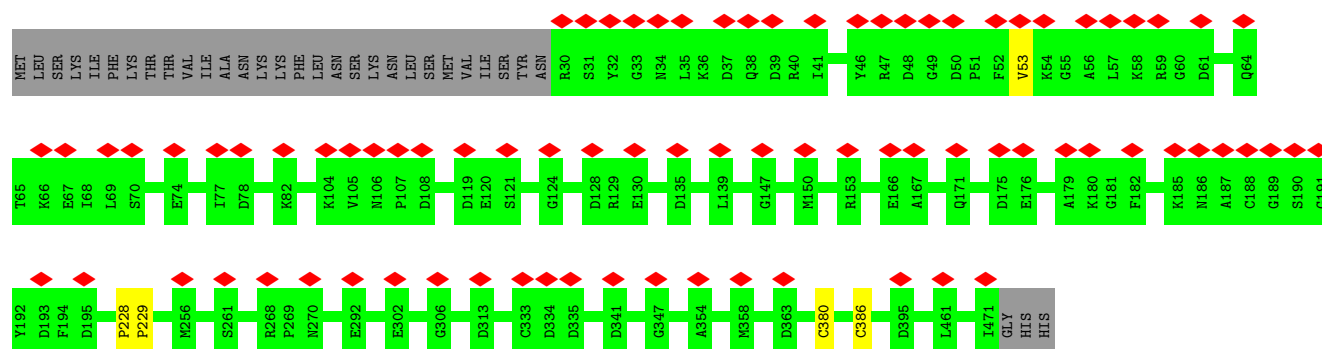 MET LEU SER LYS ILE PHE LYS THR THR VAL ILE ALA ASN LYS LYS PHE LEU ASN SER LYS ASN LEU SER MET VAL ILE SER TYR ASN R30 S31 Y32 G33 N34 L35 K36 D37 Q38 D39 R40 I41 Y46 R47 D48 G49 D50 P51 F52 V53 K54 G55 A56 L57 K58 R59 G60 D61 Q64
T65 K66 E67 I68 L69 S70 E74 I77 D78 K82 K104 V105 N106 P107 D108 D119 E120 S121 G124 D128 R129 E130 D135 L139 G147 M150 R153 E166 A167 Q171 D175 E176 A179 K180 G181 F182 K185 N186 A187 C188 G189 S190 G191
Y192 D193 F194 D195 P228 P229 M256 S261 R268 P269 N270 E292 E302 G306 D313 C333 D334 D335 D341 G347 A354 M358 D363 C380 C386 D395 L461 I471 GLY HIS HIS